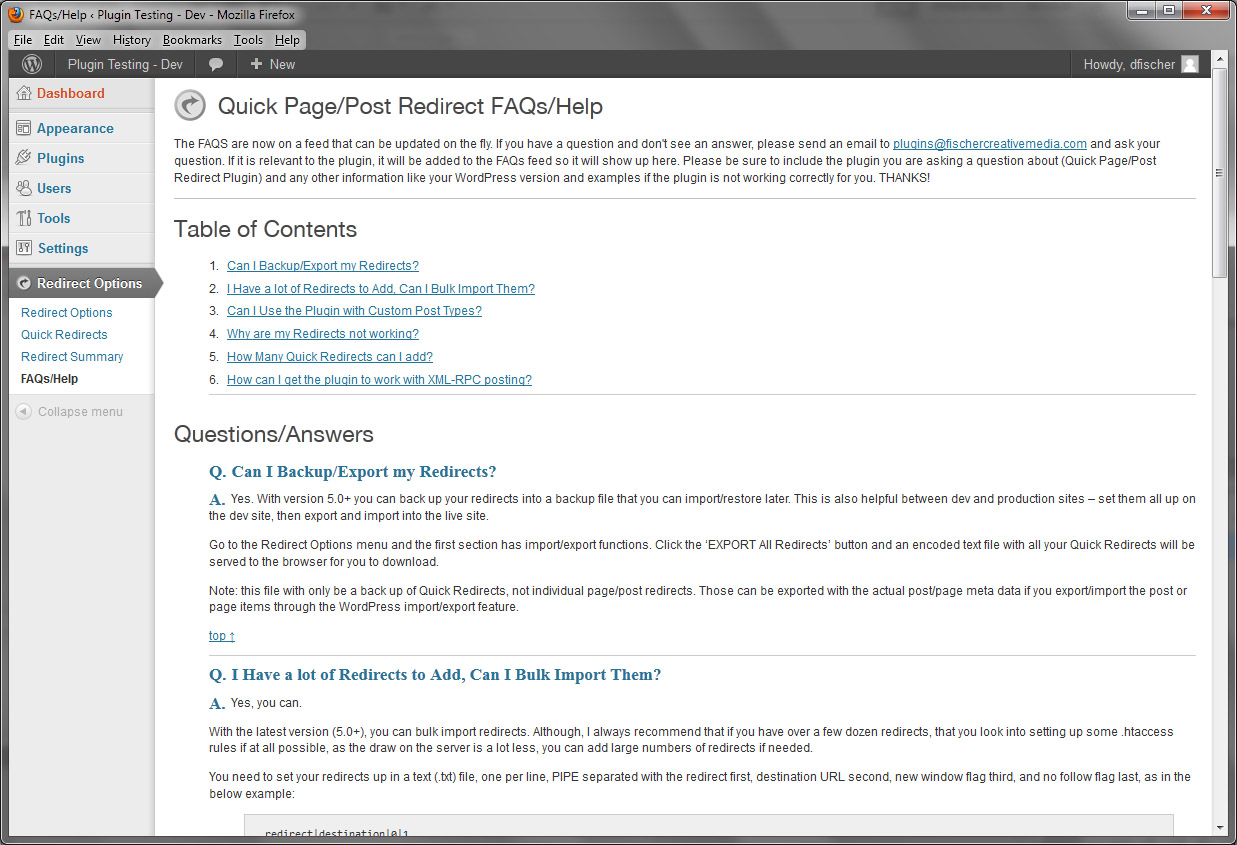 FAQs/Help ‹ Plugin Testing - Dev - Mozilla Firefox
File Edit View History Bookmarks Tools Help
Plugin Testing - Dev
New
Howdy, dfischer
Dashboard
Appearance
Plugins
Users
Tools
Settings
Redirect Options
Redirect Options
Quick Redirects
Redirect Summary
FAQs/Help
Collapse menu
Quick Page/Post Redirect FAQs/Help
The FAQS are now on a feed that can be updated on the fly. If you have a question and don't see an answer, please send an email to plugins@fischercreativemedia.com and ask your
question. If it is relevant to the plugin, it will be added to the FAQs feed so it will show up here. Please be sure to include the plugin you are asking a question about (Quick Page/Post
Redirect Plugin) and any other information like your WordPress version and examples if the plugin is not working correctly for you. THANKS!
Table of Contents
1. Can I Backup/Export my Redirects?
2. I Have a lot of Redirects to Add, Can I Bulk Import Them?
3. Can I Use the Plugin with Custom Post Types?
4. Why are my Redirects not working?
5. How Many Quick Redirects can I add?
6. How can I get the plugin to work with XML-RPC posting?
Questions/Answers
Q. Can I Backup/Export my Redirects?
A. Yes. With version 5.0+ you can back up your redirects into a backup file that you can import/restore later. This is also helpful between dev and production sites – set them all up on
the dev site, then export and import into the live site.
Go to the Redirect Options menu and the first section has import/export functions. Click the ‘EXPORT All Redirects’ button and an encoded text file with all your Quick Redirects will be
served to the browser for you to download.
Note: this file with only be a back up of Quick Redirects, not individual page/post redirects. Those can be exported with the actual post/page meta data if you export/import the post or
page items through the WordPress import/export feature.
top ↑
Q. I Have a lot of Redirects to Add, Can I Bulk Import Them?
A. Yes, you can.
With the latest version (5.0+), you can bulk import redirects. Although, I always recommend that if you have over a few dozen redirects, that you look into setting up some .htaccess
rules if at all possible, as the draw on the server is a lot less, you can add large numbers of redirects if needed.
You need to set your redirects up in a text (.txt) file, one per line, PIPE separated with the redirect first, destination URL second, new window flag third, and no follow flag last, as in the
below example:
redirect|destination|0|1